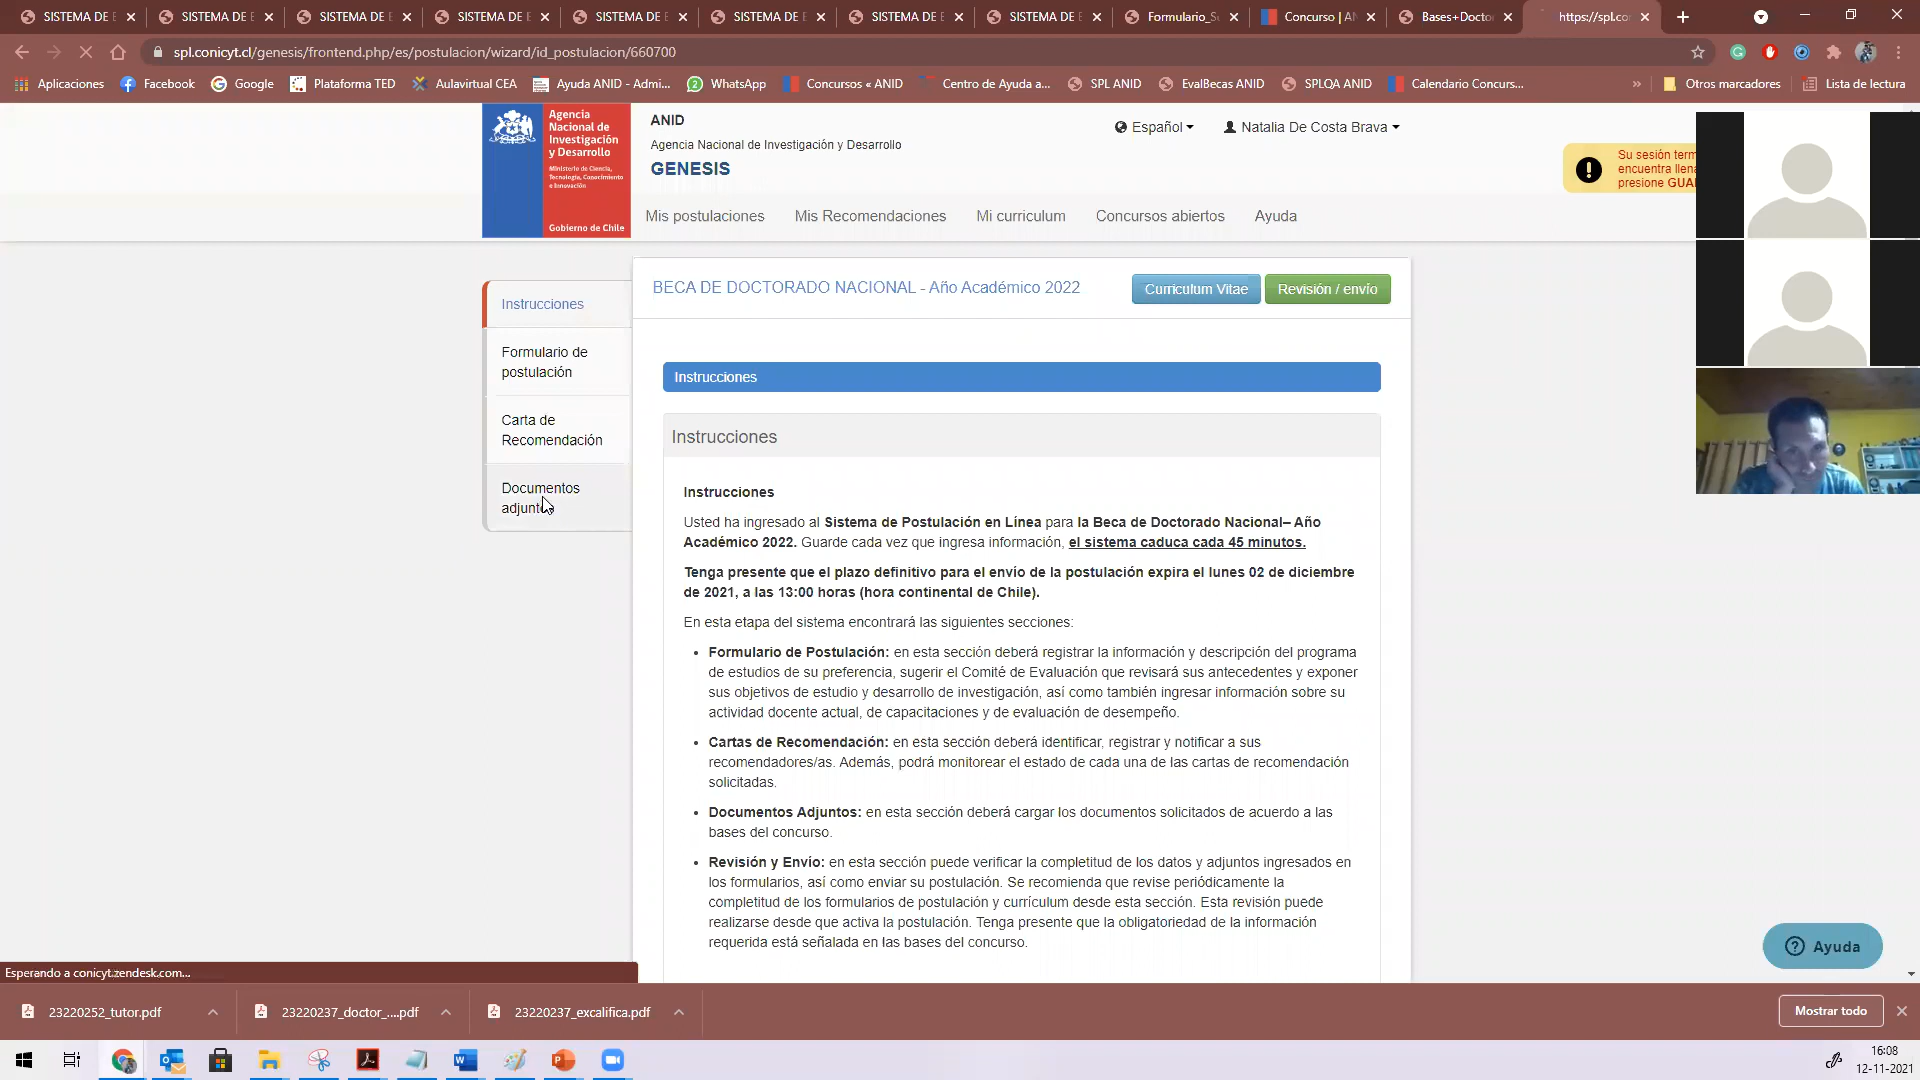 SISTEMA DE E
SISTEMA DE E
SISTEMA DE E
SISTEMA DE E
SISTEMA DE E
SISTEMA DE E
SISTEMA DE E
SISTEMA DE E
Formulario_S
Concurso | AN
Bases+Docto
https://spl.co
spl.conicyt.cl/genesis/frontend.php/es/postulacion/wizard/id_postulacion/660700
Aplicaciones
Facebook
Google
Plataforma TED
Aulavirtual CEA
Ayuda ANID - Admi...
WhatsApp
Concursos « ANID
Centro de Ayuda a...
SPL ANID
EvalBecas ANID
SPLQA ANID
Calendario Concurs...
»
Otros marcadores
Lista de lectura
Agencia
Nacional de
Investigación
y Desarrollo
Ministerio de Ciencia,
Tecnología, Conocimiento
e Innovación
Gobierno de Chile
ANID
Agencia Nacional de Investigación y Desarrollo
GENESIS
Español
Natalia De Costa Brava
Su sesión term
encuentra llena
presione GUA
Mis postulaciones
Mis Recomendaciones
Mi curriculum
Concursos abiertos
Ayuda
Instrucciones
Formulario de
postulación
Carta de
Recomendación
Documentos
adjuntos
BECA DE DOCTORADO NACIONAL - Año Académico 2022
Curriculum Vitae
Revisión / envío
Instrucciones
Instrucciones
Instrucciones
Usted ha ingresado al Sistema de Postulación en Línea para la Beca de Doctorado Nacional– Año
Académico 2022. Guarde cada vez que ingresa información, el sistema caduca cada 45 minutos.
Tenga presente que el plazo definitivo para el envío de la postulación expira el lunes 02 de diciembre
de 2021, a las 13:00 horas (hora continental de Chile).
En esta etapa del sistema encontrará las siguientes secciones:
• Formulario de Postulación: en esta sección deberá registrar la información y descripción del programa
de estudios de su preferencia, sugerir el Comité de Evaluación que revisará sus antecedentes y exponer
sus objetivos de estudio y desarrollo de investigación, así como también ingresar información sobre su
actividad docente actual, de capacitaciones y de evaluación de desempeño.
• Cartas de Recomendación: en esta sección deberá identificar, registrar y notificar a sus
recomendadores/as. Además, podrá monitorear el estado de cada una de las cartas de recomendación
solicitadas.
• Documentos Adjuntos: en esta sección deberá cargar los documentos solicitados de acuerdo a las
bases del concurso.
• Revisión y Envío: en esta sección puede verificar la completitud de los datos y adjuntos ingresados en
los formularios, así como enviar su postulación. Se recomienda que revise periódicamente la
completitud de los formularios de postulación y currículum desde esta sección. Esta revisión puede
realizarse desde que activa la postulación. Tenga presente que la obligatoriedad de la información
requerida está señalada en las bases del concurso.
Ayuda
Esperando a conicyt.zendesk.com...
23220252_tutor.pdf
23220237_doctor_....pdf
23220237_excalifica.pdf
Mostrar todo
16:08
12-11-2021